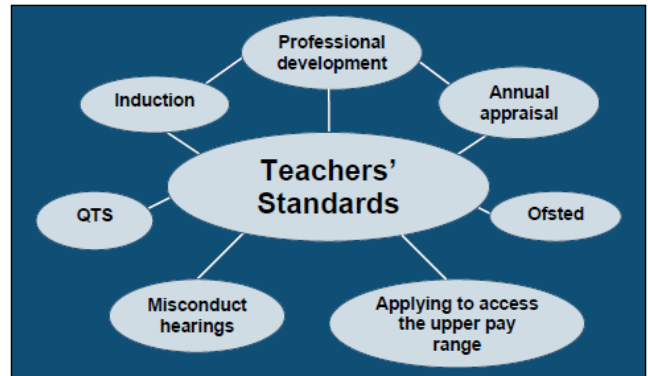 Professional
development
Induction
Annual
appraisal
Teachers’
Standards
QTS
Ofsted
Misconduct
hearings
Applying to access
the upper pay
range